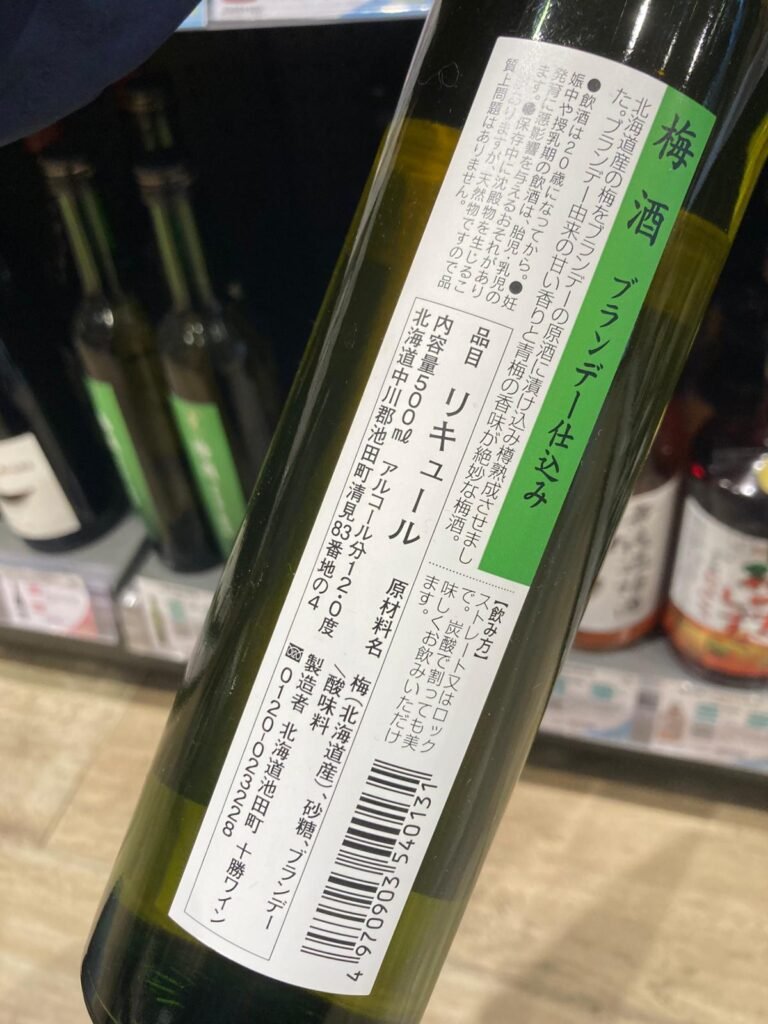 梅酒 ブランデー仕込み
北海道産の梅をブランデーの原酒に漬け込み樽熟成させまし
た。ブランデー由来の甘い香りと青梅の香味が絶妙な梅酒。
●飲酒は20歳になってから。●妊
娠中や授乳期の飲酒は、胎児・乳児の
発育に悪影響を与えるおそれがあり
ます。●保存中に沈殿物を生じるこ
ありますが、天然物ですので品
質上問題はありません。
【飲み方】
ストレート又はロック
で。炭酸で割っても美
味しくお飲みいただけ
ます。
品目 リキュール 原材料名 梅(北海道産)、砂糖、ブランデー
/酸味料
内容量500ml アルコール分12.0度 製造者 北海道池田町 十勝ワイン
北海道中川郡池田町清見83番地の4 ☎0120-023228
4970903540131